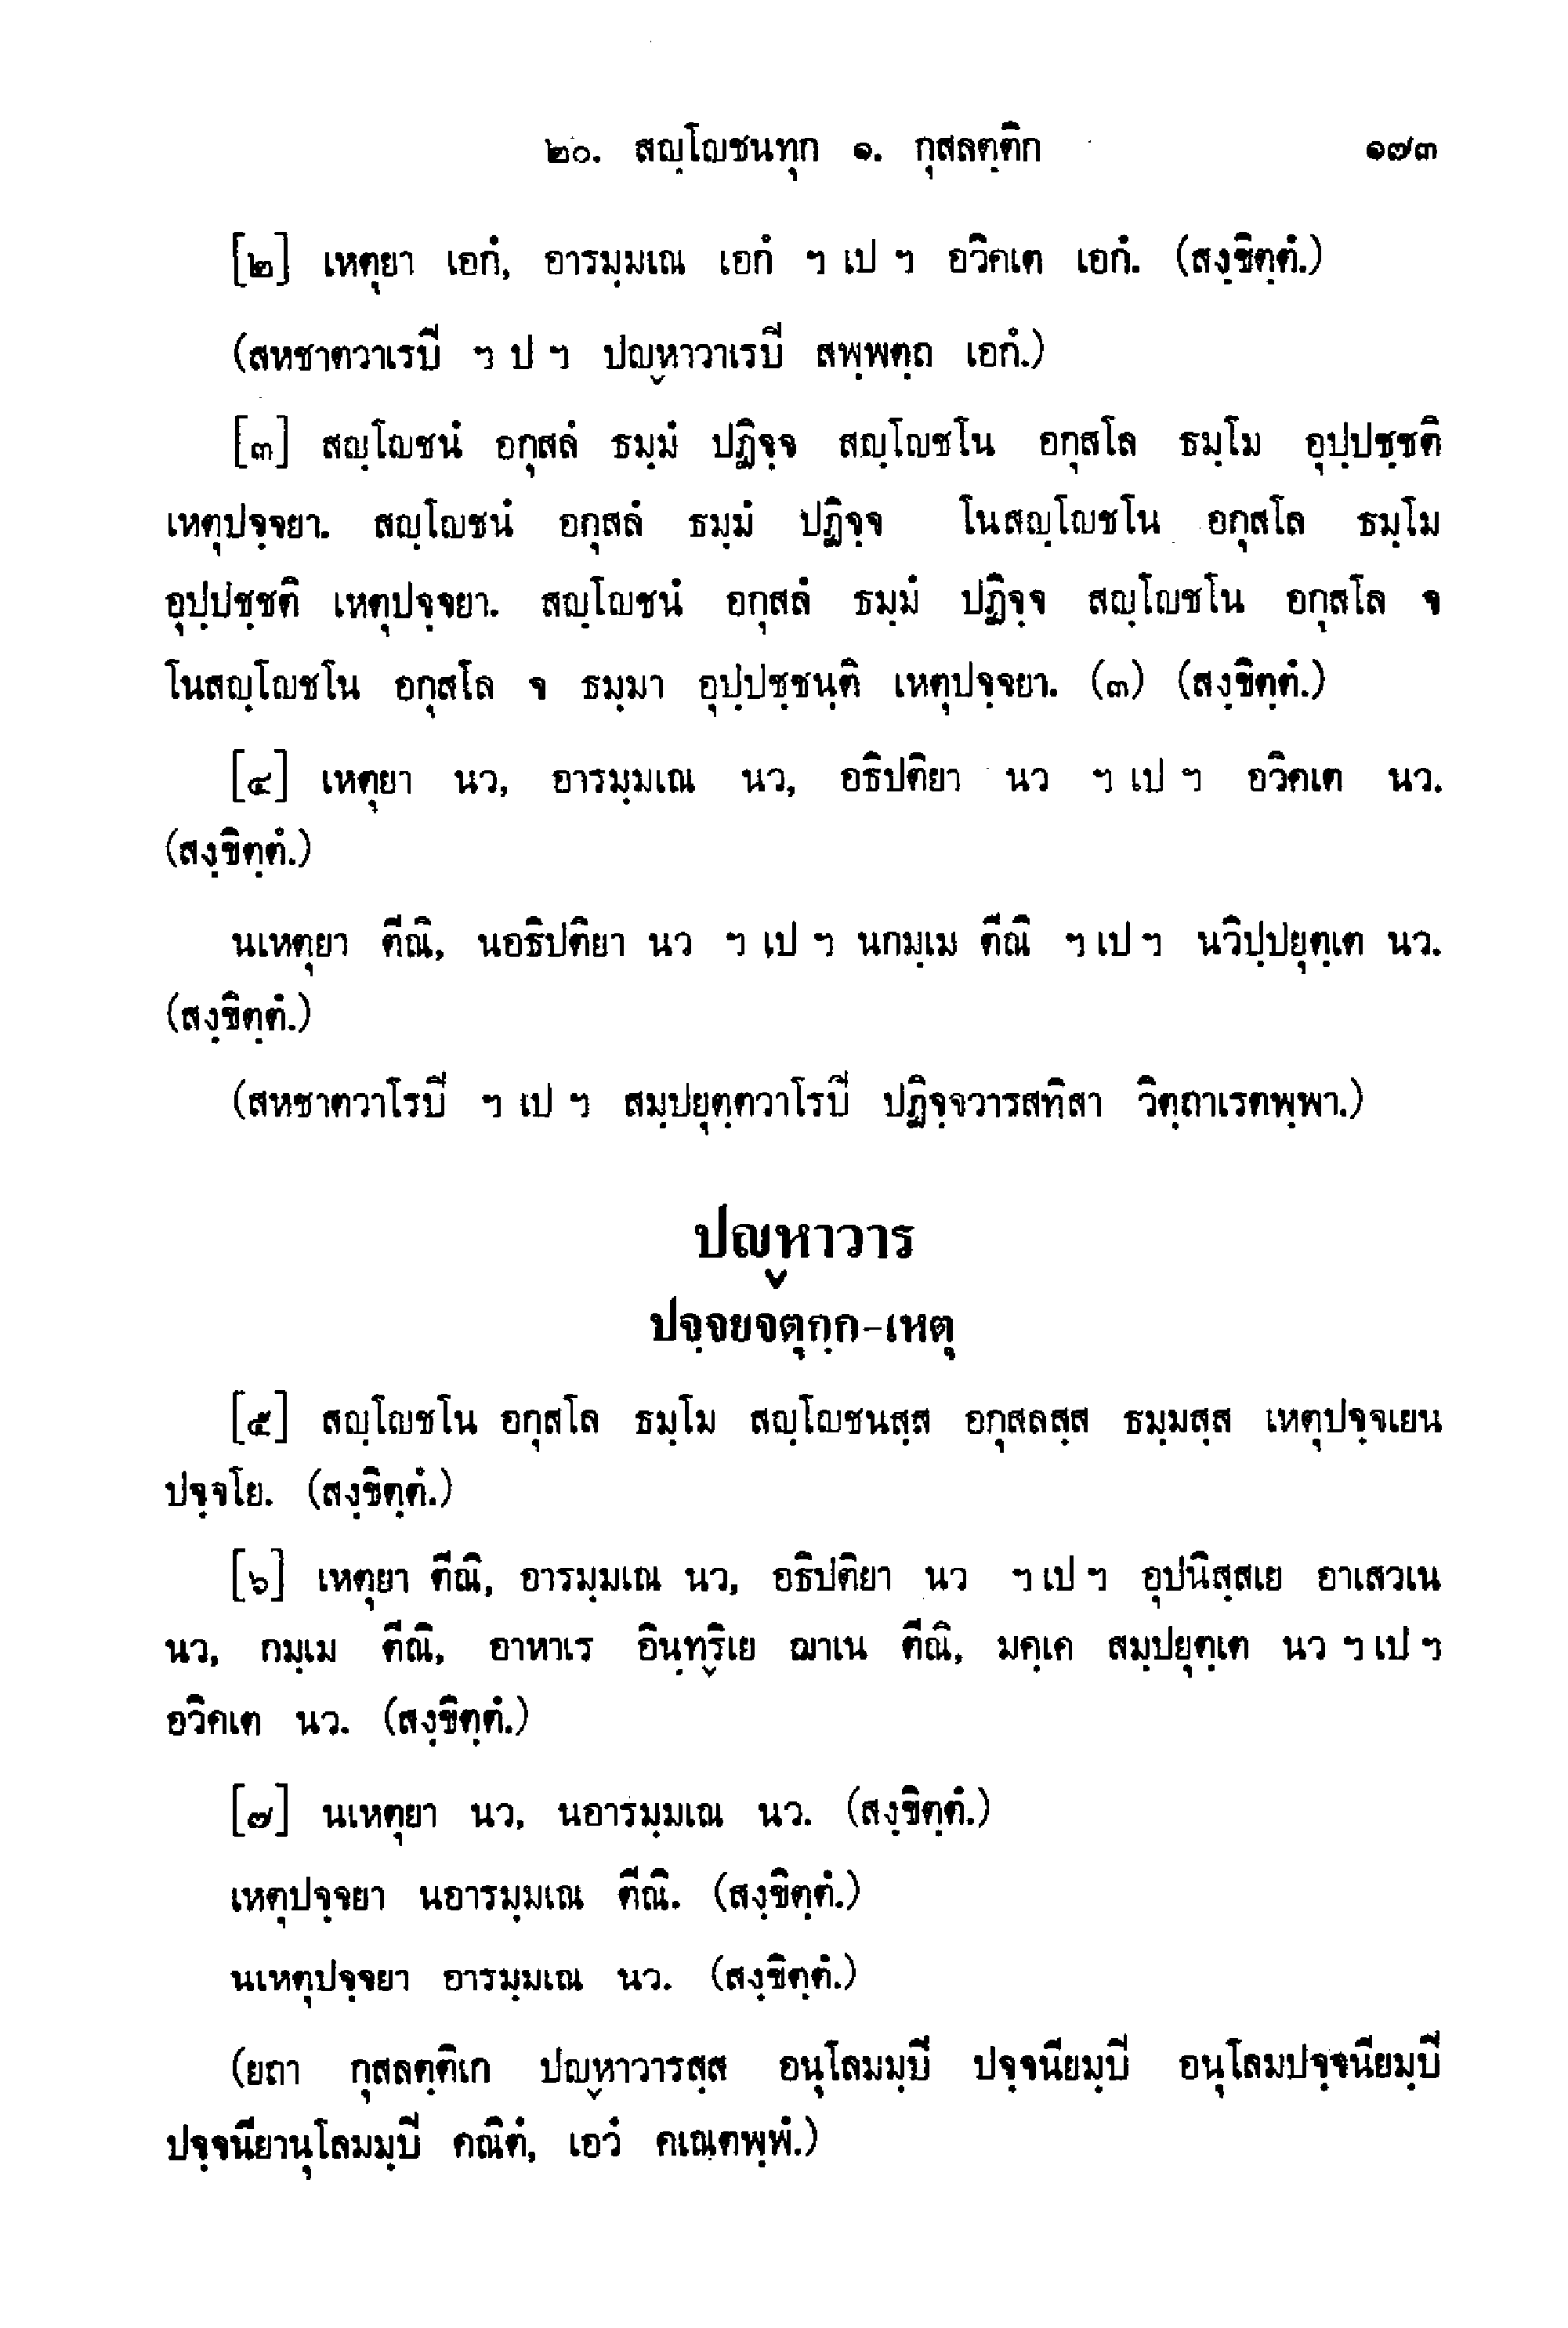 ๒๐. สญฺโญชนทุก ๑. กุสลตฺติก ๑๗๓
[๒] เหตุยา เอกํ, อารมฺมเณ เอกํ ฯ เป ฯ อวิคเต เอกํ. (สงฺขิตฺตํ.)
(สหชาตวาเรปี ฯ ป ฯ ปญฺหาวาเรปี สพฺพตฺถ เอกํ.)
[๓] สญฺโญชนํ อกุสลํ ธมฺมํ ปฏิจฺจ สญฺโญชโน อกุสโล ธมฺโม อุปฺปชฺชติ
เหตุปจฺจยา. สญฺโญชนํ อกุสลํ ธมฺมํ ปฏิจฺจ โนสญฺโญชโน อกุสโล ธมฺโม
อุปฺปชฺชติ เหตุปจฺจยา. สญฺโญชนํ อกุสลํ ธมฺมํ ปฏิจฺจ สญฺโญชโน อกุสโล จ
โนสญฺโญชโน อกุสโล จ ธมฺมา อุปฺปชฺชนฺติ เหตุปจฺจยา. (๓) (สงฺขิตฺตํ.)
[๔] เหตุยา นว, อารมฺมเณ นว, อธิปติยา นว ฯ เป ฯ อวิคเต นว.
(สงฺขิตฺตํ.)
นเหตุยา ตีณิ, นอธิปติยา นว ฯ เป ฯ นกมฺเม ตีณิ ฯ เป ฯ นวิปฺปยุตฺเต นว.
(สงฺขิตฺตํ.)
(สหชาตวาโรปี ฯ เป ฯ สมฺปยุตฺตวาโรปี ปฏิจฺจวารสทิสา วิตฺถาเรตพฺพา.)
ปญฺหาวาร
ปจฺจยจตุกฺก-เหตุ
[๕] สญฺโญชโน อกุสโล ธมฺโม สญฺโญชนสฺส อกุสลสฺส ธมฺมสฺส เหตุปจฺจเยน
ปจฺจโย. (สงฺขิตฺตํ.)
[๖] เหตุยา ตีณิ, อารมฺมเณ นว, อธิปติยา นว ฯ เป ฯ อุปนิสฺสเย อาเสวเน
นว, กมฺเม ตีณิ, อาหาเร อินฺทฺริเย ฌาเน ตีณิ, มคฺเค สมฺปยุตฺเต นว ฯ เป ฯ
อวิคเต นว. (สงฺขิตฺตํ.)
[๗] นเหตุยา นว, นอารมฺมเณ นว. (สงฺขิตฺตํ.)
เหตุปจฺจยา นอารมฺมเณ ตีณิ. (สงฺขิตฺตํ.)
นเหตุปจฺจยา อารมฺมเณ นว. (สงฺขิตฺตํ.)
(ยถา กุสลตฺติเก ปญฺหาวารสฺส อนุโลมมฺปี ปจฺจนียมฺปี อนุโลมปจฺจนียมฺปี
ปจฺจนียานุโลมมฺปี คณิตํ, เอวํ คเณตพฺพํ.)